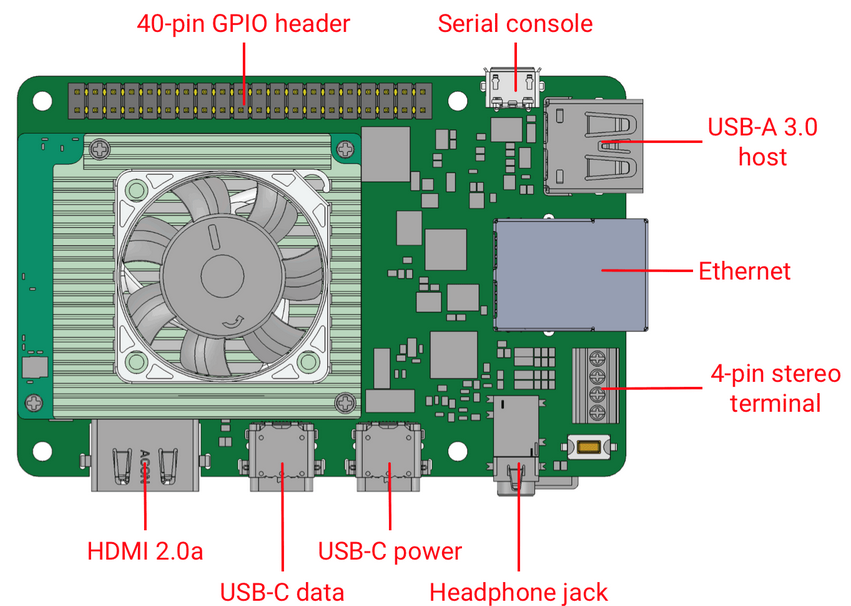 40-pin GPIO header
Serial console
USB-A 3.0
host
Ethernet
4-pin stereo
terminal
HDMI 2.0a
USB-C power
USB-C data
Headphone jack